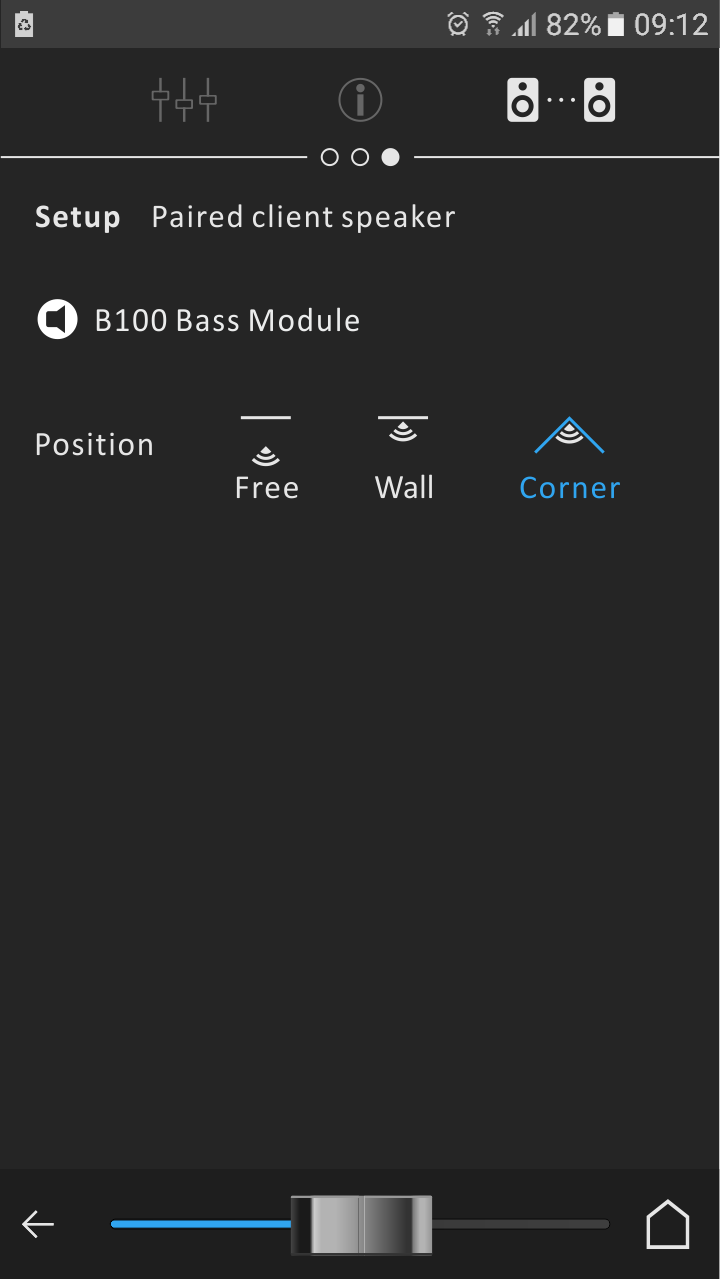 82% 09:12
Setup Paired client speaker
B100 Bass Module
Position
Free Wall Corner